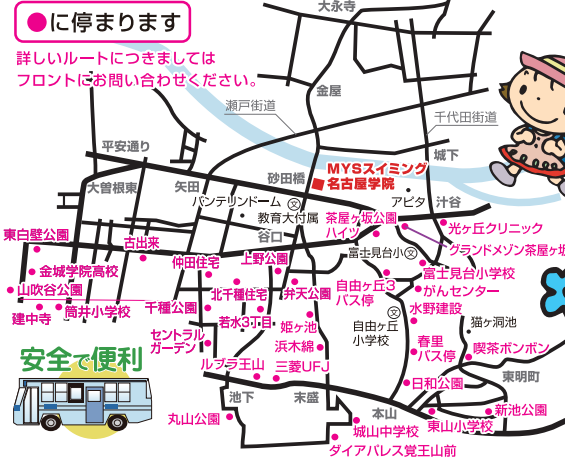 ●に停まります
詳しいルートにつきましては
フロントにお問い合わせください。
大永寺
金屋
瀬戸街道
千代田街道
平安通り
城下
砂田橋
MYSスイミング
名古屋学院
大曽根東
矢田
バンテリンドーム
文
教育大付属
アピタ
汁谷
茶屋ヶ坂公園
ハイツ
光ヶ丘クリニック
グランドメゾン茶屋ヶ坂
東白壁公園
古出来
谷口
富士見台小
文
金城学院高校
仲田住宅
上野公園
富士見台小学校
山吹谷公園
北千種住宅
弁天公園
自由ヶ丘3
バス停
がんセンター
建中寺
筒井小学校
千種公園
若水3丁目
姫ヶ池
文
自由ヶ丘
小学校
水野建設
猫ヶ洞池
セントラル
ガーデン
浜木綿
春里
バス停
喫茶ボンボン
安全で便利
ルブラ王山
三菱UFJ
日和公園
東明町
池下
末盛
本山
丸山公園
城山中学校
東山小学校
新池公園
ダイアパレス覚王山前